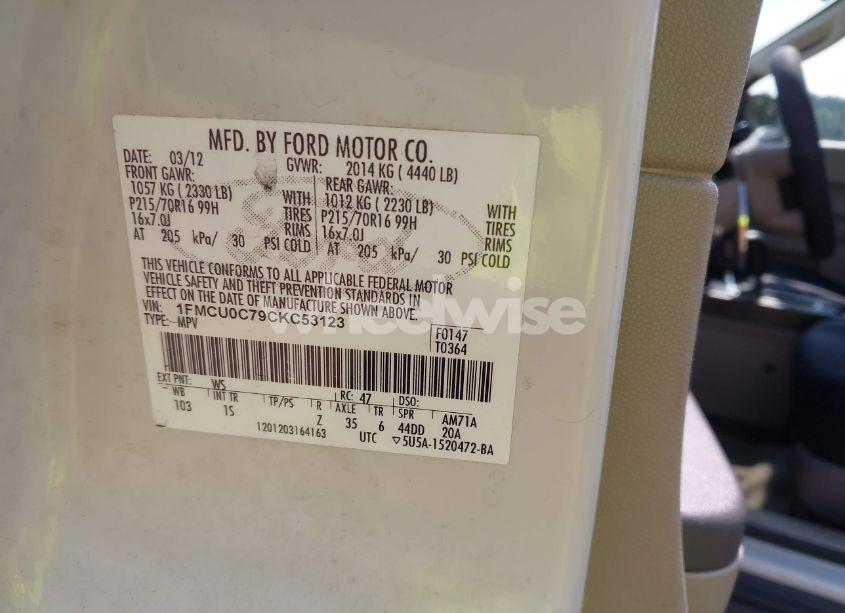 MFD. BY FORD MOTOR CO.
DATE: 03/12 GVWR: 2014 KG ( 4440 LB)
FRONT GAWR: REAR GAWR:
1057 KG ( 2330 LB) WITH 1012 KG ( 2230 LB) WITH
P215/70R16 99H TIRES P215/70R16 99H TIRES
16x7.0J RIMS 16x7.0J RIMS
AT 205 kPa/ 30 PSI COLD AT 205 kPa/ 30 PSI COLD
THIS VEHICLE CONFORMS TO ALL APPLICABLE FEDERAL MOTOR
VEHICLE SAFETY AND THEFT PREVENTION STANDARDS IN
EFFECT ON THE DATE OF MANUFACTURE SHOWN ABOVE.
VIN: 1FMCU0C79CKC53123 F0147
TYPE: MPV T0364
wheelwise
EXT PNT: WS RC: 47 DSO:
WB INT TR TP/PS R AXLE TR SPR AM71A
103 1S Z 35 6 44DD 20A
1201203164163 UTC ▽5U5A-1520472-BA